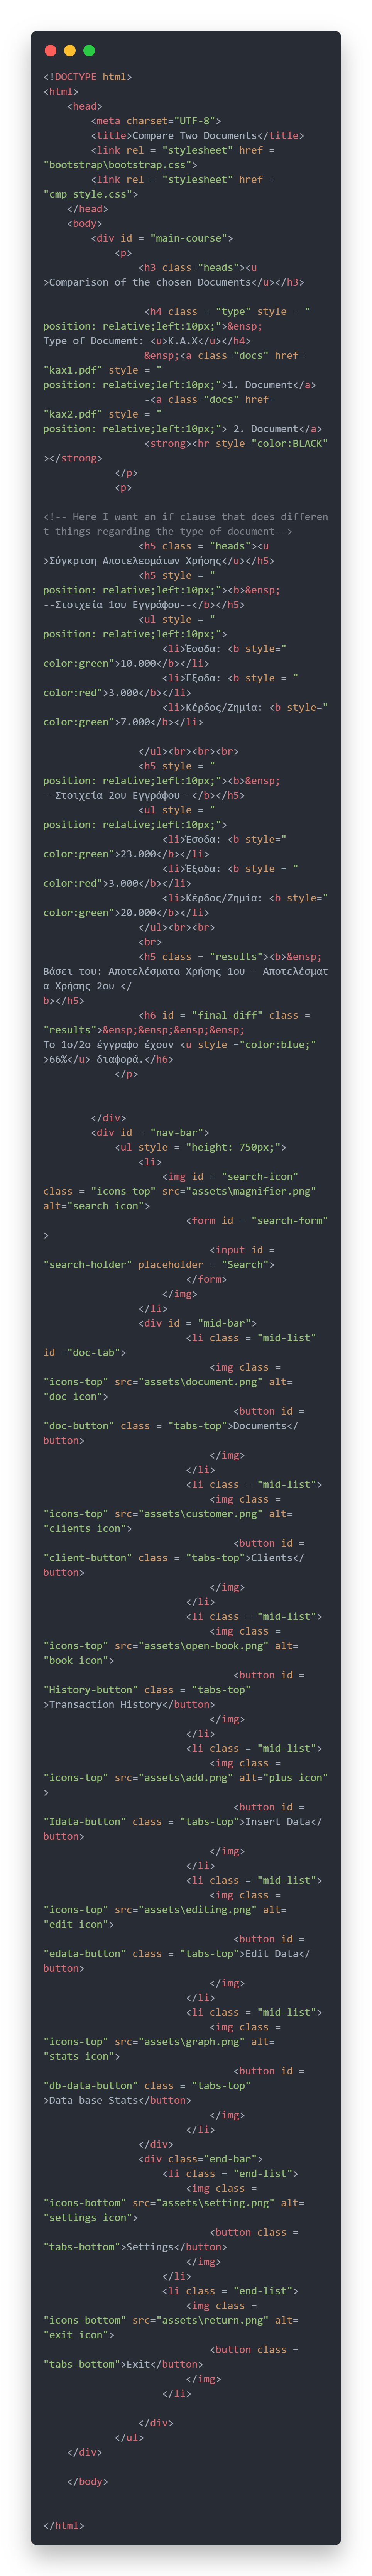 <!DOCTYPE html>
<html>
    <head>
        <meta charset="UTF-8">
        <title>Compare Two Documents</title>
        <link rel = "stylesheet" href =
"bootstrap\bootstrap.css">
        <link rel = "stylesheet" href =
"cmp_style.css">
    </head>
    <body>
        <div id = "main-course">
            <p>
                <h3 class="heads"><u
>Comparison of the chosen Documents</u></h3>
                 <h4 class = "type" style = "
position: relative;left:10px;">&ensp;
Type of Document: <u>K.A.X</u></h4>
                 &ensp;<a class="docs" href=
"kax1.pdf" style = "
position: relative;left:10px;">1. Document</a>
                 -<a class="docs" href=
"kax2.pdf" style = "
position: relative;left:10px;"> 2. Document</a>
                 <strong><hr style="color:BLACK"
></strong>
            </p>
            <p>
<!-- Here I want an if clause that does differen
t things regarding the type of document-->
                <h5 class = "heads"><u
>Σύγκριση Αποτελεσμάτων Χρήσης</u></h5>
                <h5 style = "
position: relative;left:10px;"><b>&ensp;
--Στοιχεία 1ου Εγγράφου--</b></h5>
                <ul style = "
position: relative;left:10px;">
                    <li>Έσοδα: <b style="
color:green">10.000</b></li>
                    <li>Έξοδα: <b style = "
color:red">3.000</b></li>
                    <li>Κέρδος/Ζημία: <b style="
color:green">7.000</b></li>
                </ul><br><br><br>
                <h5 style = "
position: relative;left:10px;"><b>&ensp;
--Στοιχεία 2ου Εγγράφου--</b></h5>
                <ul style = "
position: relative;left:10px;">
                    <li>Έσοδα: <b style="
color:green">23.000</b></li>
                    <li>Έξοδα: <b style = "
color:red">3.000</b></li>
                    <li>Κέρδος/Ζημία: <b style="
color:green">20.000</b></li>
                </ul><br><br>
                <br>
                <h5 class = "results"><b>&ensp;
Βάσει του: Αποτελέσματα Χρήσης 1ου - Αποτελέσματ
α Χρήσης 2ου </
b></h5>
                <h6 id = "final-diff" class =
"results">&ensp;&ensp;&ensp;&ensp;
Το 1ο/2ο έγγραφο έχουν <u style ="color:blue;"
>66%</u> διαφορά.</h6>
            </p>
        </div>
        <div id = "nav-bar">
            <ul style = "height: 750px;">
                <li>
                    <img id = "search-icon"
class = "icons-top" src="assets\magnifier.png"
alt="search icon">
                        <form id = "search-form"
>
                            <input id =
"search-holder" placeholder = "Search">
                        </form>
                    </img>
                </li>
                <div id = "mid-bar">
                        <li class = "mid-list"
id ="doc-tab">
                            <img class =
"icons-top" src="assets\document.png" alt=
"doc icon">
                                <button id =
"doc-button" class = "tabs-top">Documents</
button>
                            </img>
                        </li>
                        <li class = "mid-list">
                            <img class =
"icons-top" src="assets\customer.png" alt=
"clients icon">
                                <button id =
"client-button" class = "tabs-top">Clients</
button>
                            </img>
                        </li>
                        <li class = "mid-list">
                            <img class =
"icons-top" src="assets\open-book.png" alt=
"book icon">
                                <button id =
"History-button" class = "tabs-top"
>Transaction History</button>
                            </img>
                        </li>
                        <li class = "mid-list">
                            <img class =
"icons-top" src="assets\add.png" alt="plus icon"
>
                                <button id =
"Idata-button" class = "tabs-top">Insert Data</
button>
                            </img>
                        </li>
                        <li class = "mid-list">
                            <img class =
"icons-top" src="assets\editing.png" alt=
"edit icon">
                                <button id =
"edata-button" class = "tabs-top">Edit Data</
button>
                            </img>
                        </li>
                        <li class = "mid-list">
                            <img class =
"icons-top" src="assets\graph.png" alt=
"stats icon">
                                <button id =
"db-data-button" class = "tabs-top"
>Data base Stats</button>
                            </img>
                        </li>
                </div>
                <div class="end-bar">
                    <li class = "end-list">
                        <img class =
"icons-bottom" src="assets\setting.png" alt=
"settings icon">
                            <button class =
"tabs-bottom">Settings</button>
                        </img>
                    </li>
                    <li class = "end-list">
                        <img class =
"icons-bottom" src="assets\return.png" alt=
"exit icon">
                            <button class =
"tabs-bottom">Exit</button>
                        </img>
                    </li>
                </div>
            </ul>
    </div>
    </body>
</html>